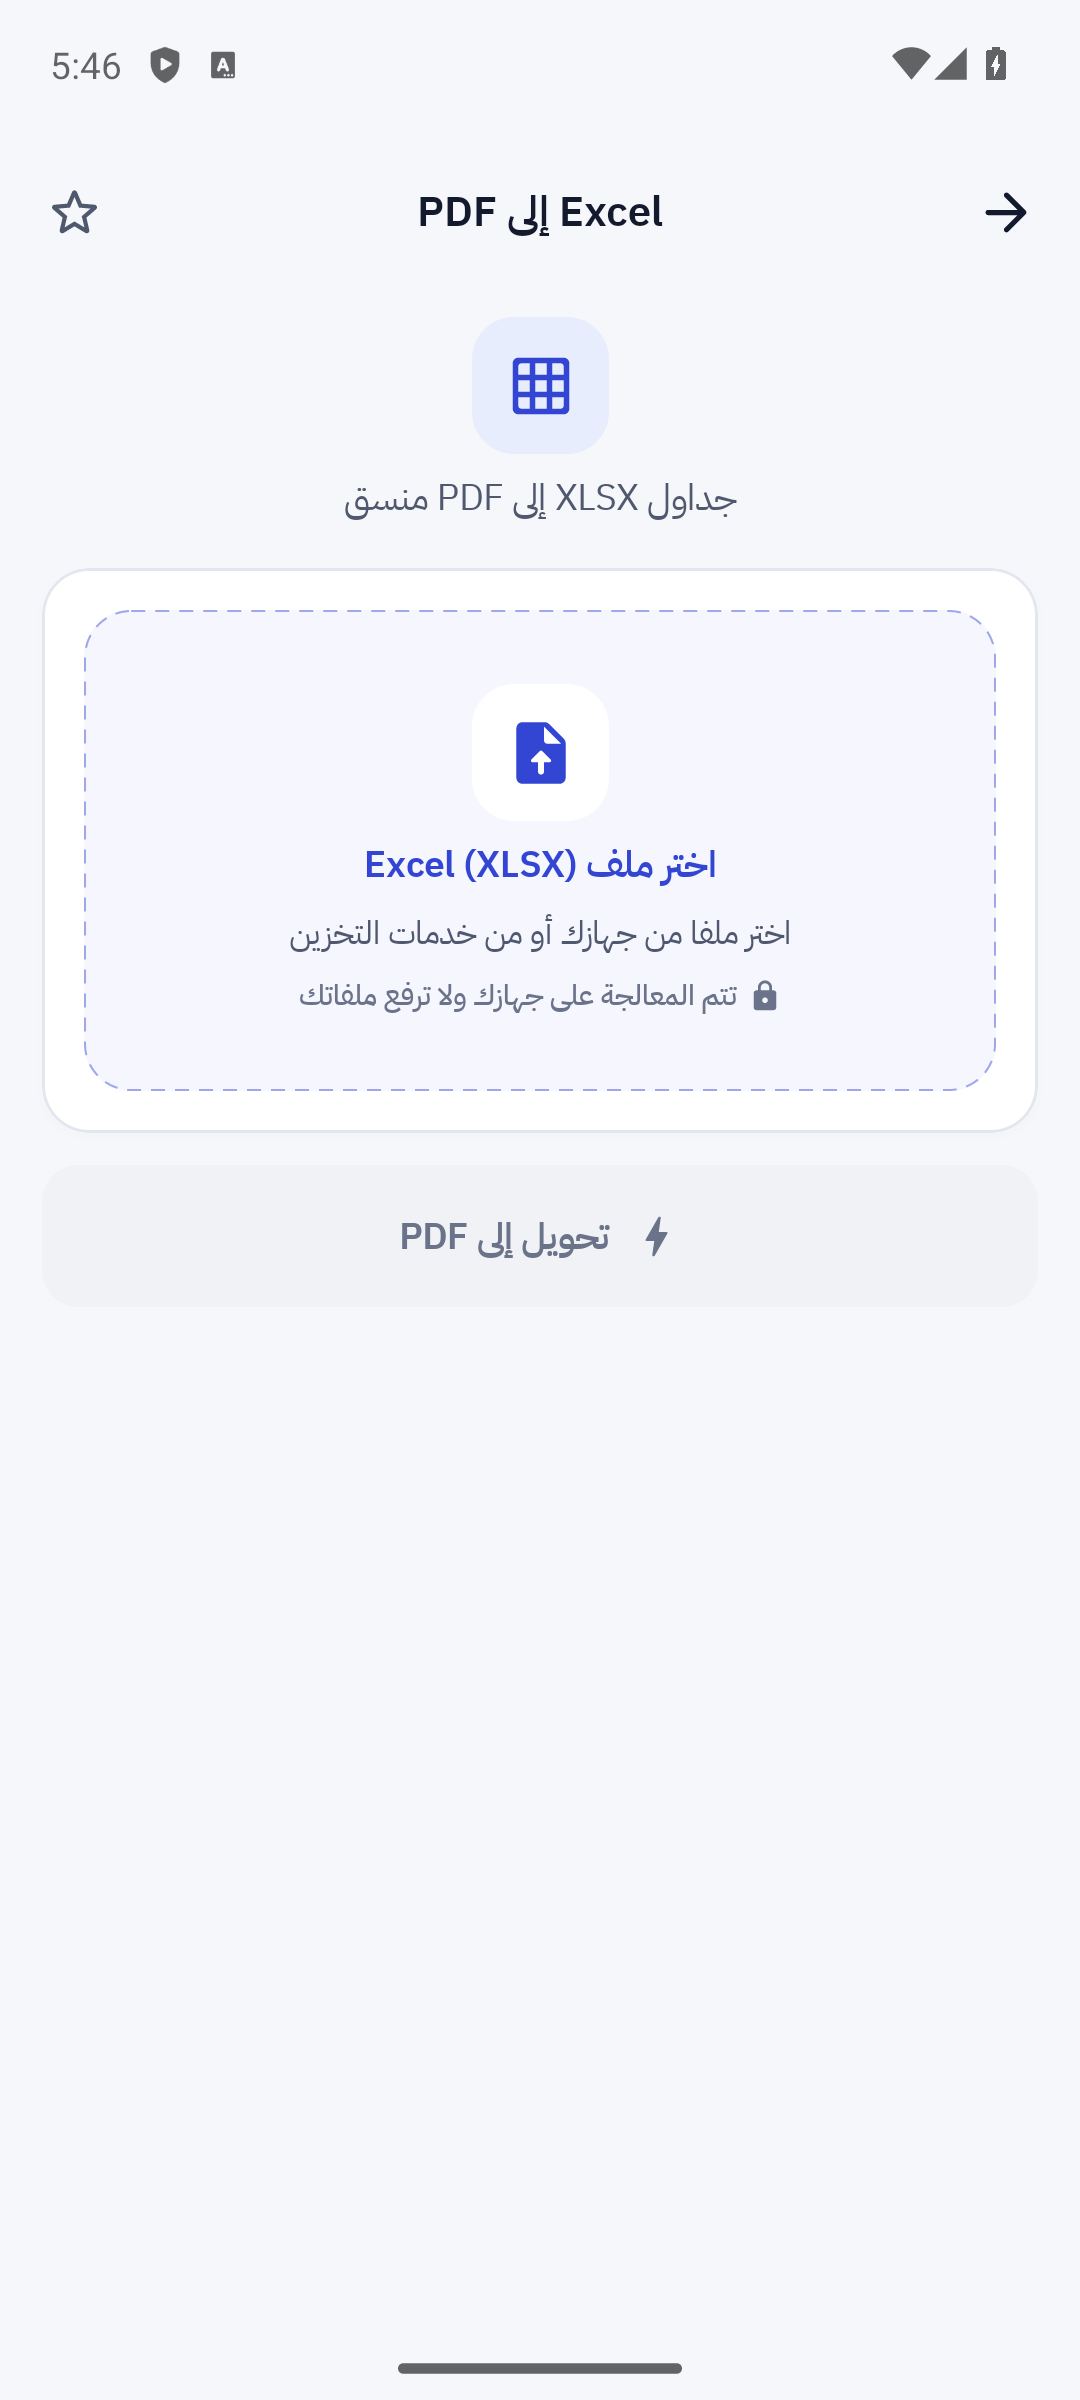 5:46
Excel إلى PDF
جداول XLSX إلى PDF منسق
اختر ملف Excel (XLSX)
اختر ملفا من جهازك أو من خدمات التخزين
تتم المعالجة على جهازك ولا ترفع ملفاتك
تحويل إلى PDF